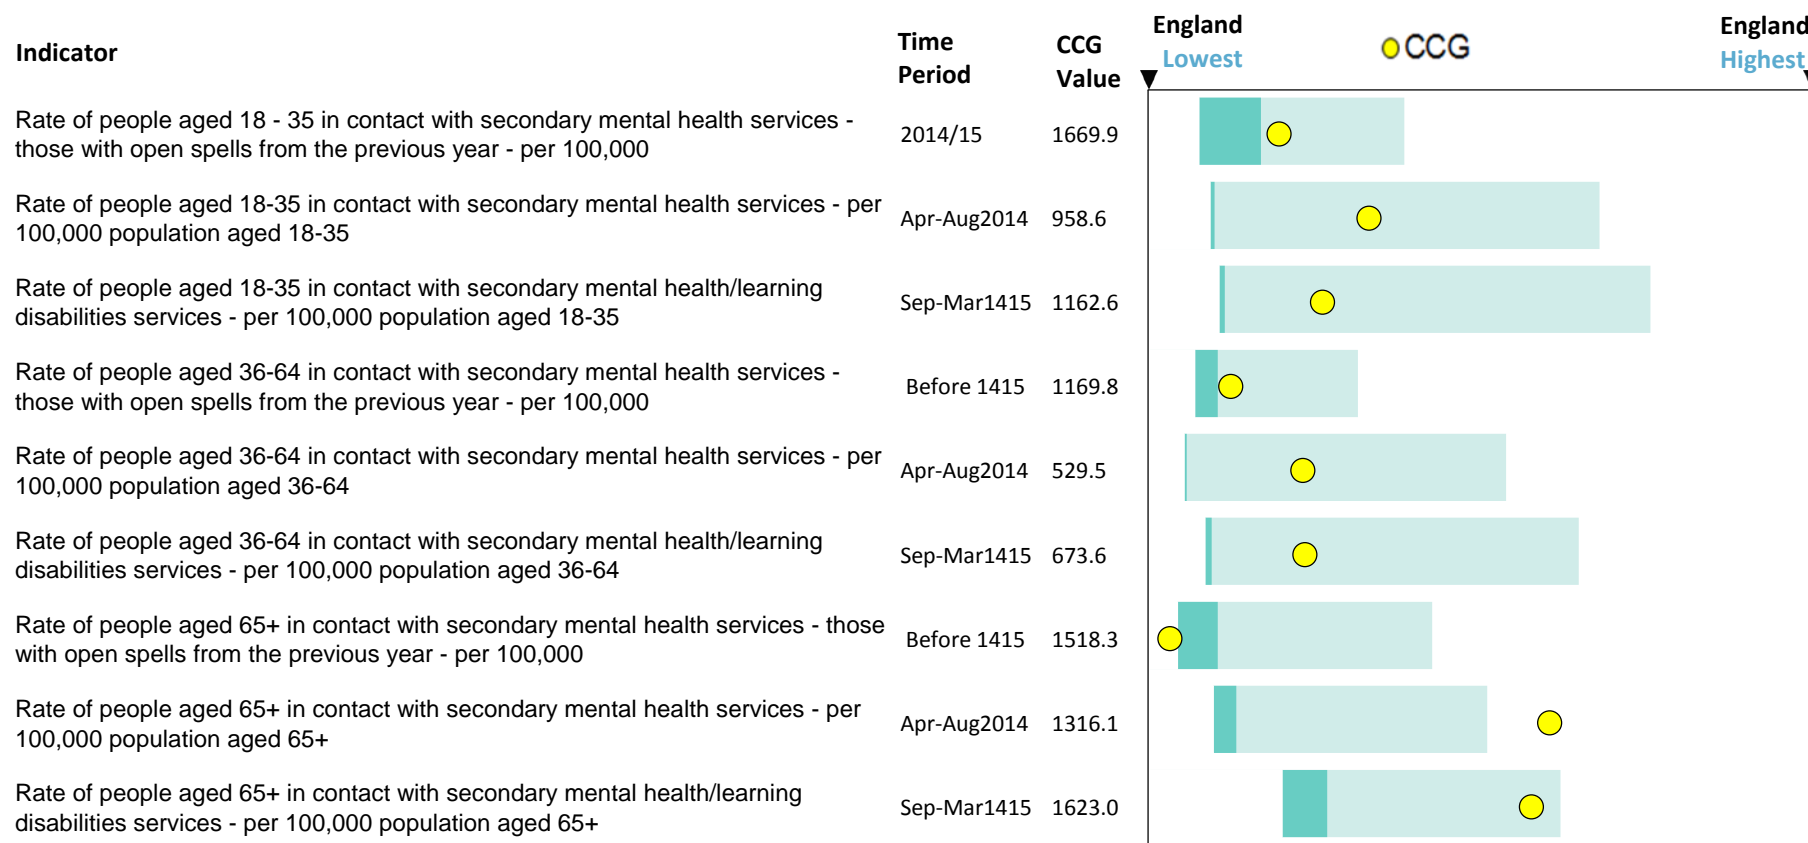 Indicator
Time
Period
CCG
Value
England
Lowest
CCG
England
Highest
Rate of people aged 18 - 35 in contact with secondary mental health services -
those with open spells from the previous year - per 100,000
2014/15
1669.9
Rate of people aged 18-35 in contact with secondary mental health services - per
100,000 population aged 18-35
Apr-Aug2014
958.6
Rate of people aged 18-35 in contact with secondary mental health/learning
disabilities services - per 100,000 population aged 18-35
Sep-Mar1415
1162.6
Rate of people aged 36-64 in contact with secondary mental health services -
those with open spells from the previous year - per 100,000
Before 1415
1169.8
Rate of people aged 36-64 in contact with secondary mental health services - per
100,000 population aged 36-64
Apr-Aug2014
529.5
Rate of people aged 36-64 in contact with secondary mental health/learning
disabilities services - per 100,000 population aged 36-64
Sep-Mar1415
673.6
Rate of people aged 65+ in contact with secondary mental health services - those
with open spells from the previous year - per 100,000
Before 1415
1518.3
Rate of people aged 65+ in contact with secondary mental health services - per
100,000 population aged 65+
Apr-Aug2014
1316.1
Rate of people aged 65+ in contact with secondary mental health/learning
disabilities services - per 100,000 population aged 65+
Sep-Mar1415
1623.0